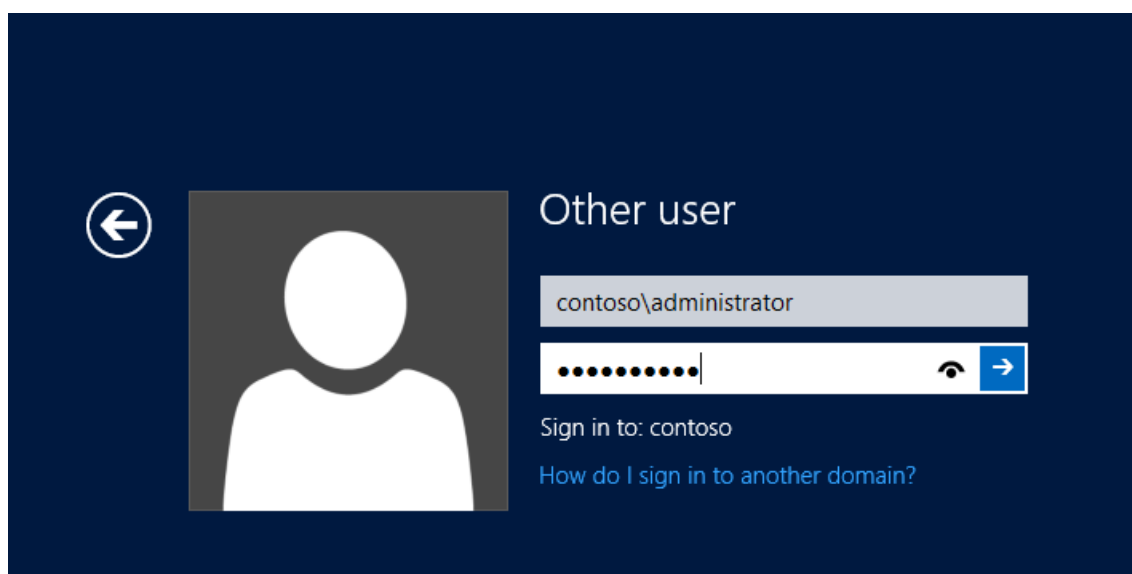 Other user
contoso\administrator
••••••••••
Sign in to: contoso
How do I sign in to another domain?